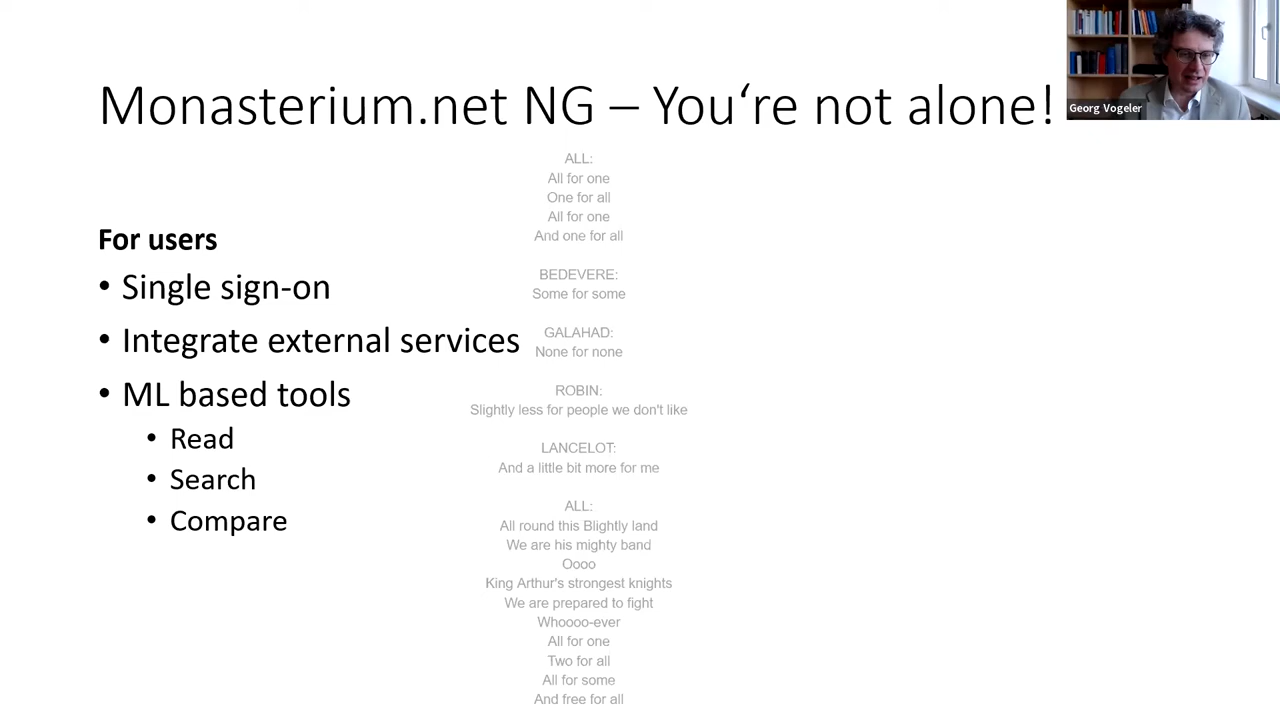 Monasterium.net NG – You‘re not alone!
Georg Vogeler
For users
• Single sign-on
• Integrate external services
• ML based tools
• Read
• Search
• Compare
ALL:
All for one
One for all
All for one
And one for all
BEDEVERE:
Some for some
GALAHAD:
None for none
ROBIN:
Slightly less for people we don't like
LANCELOT:
And a little bit more for me
ALL:
All round this Blightly land
We are his mighty band
Oooo
King Arthur's strongest knights
We are prepared to fight
Whoooo-ever
All for one
Two for all
All for some
And free for all